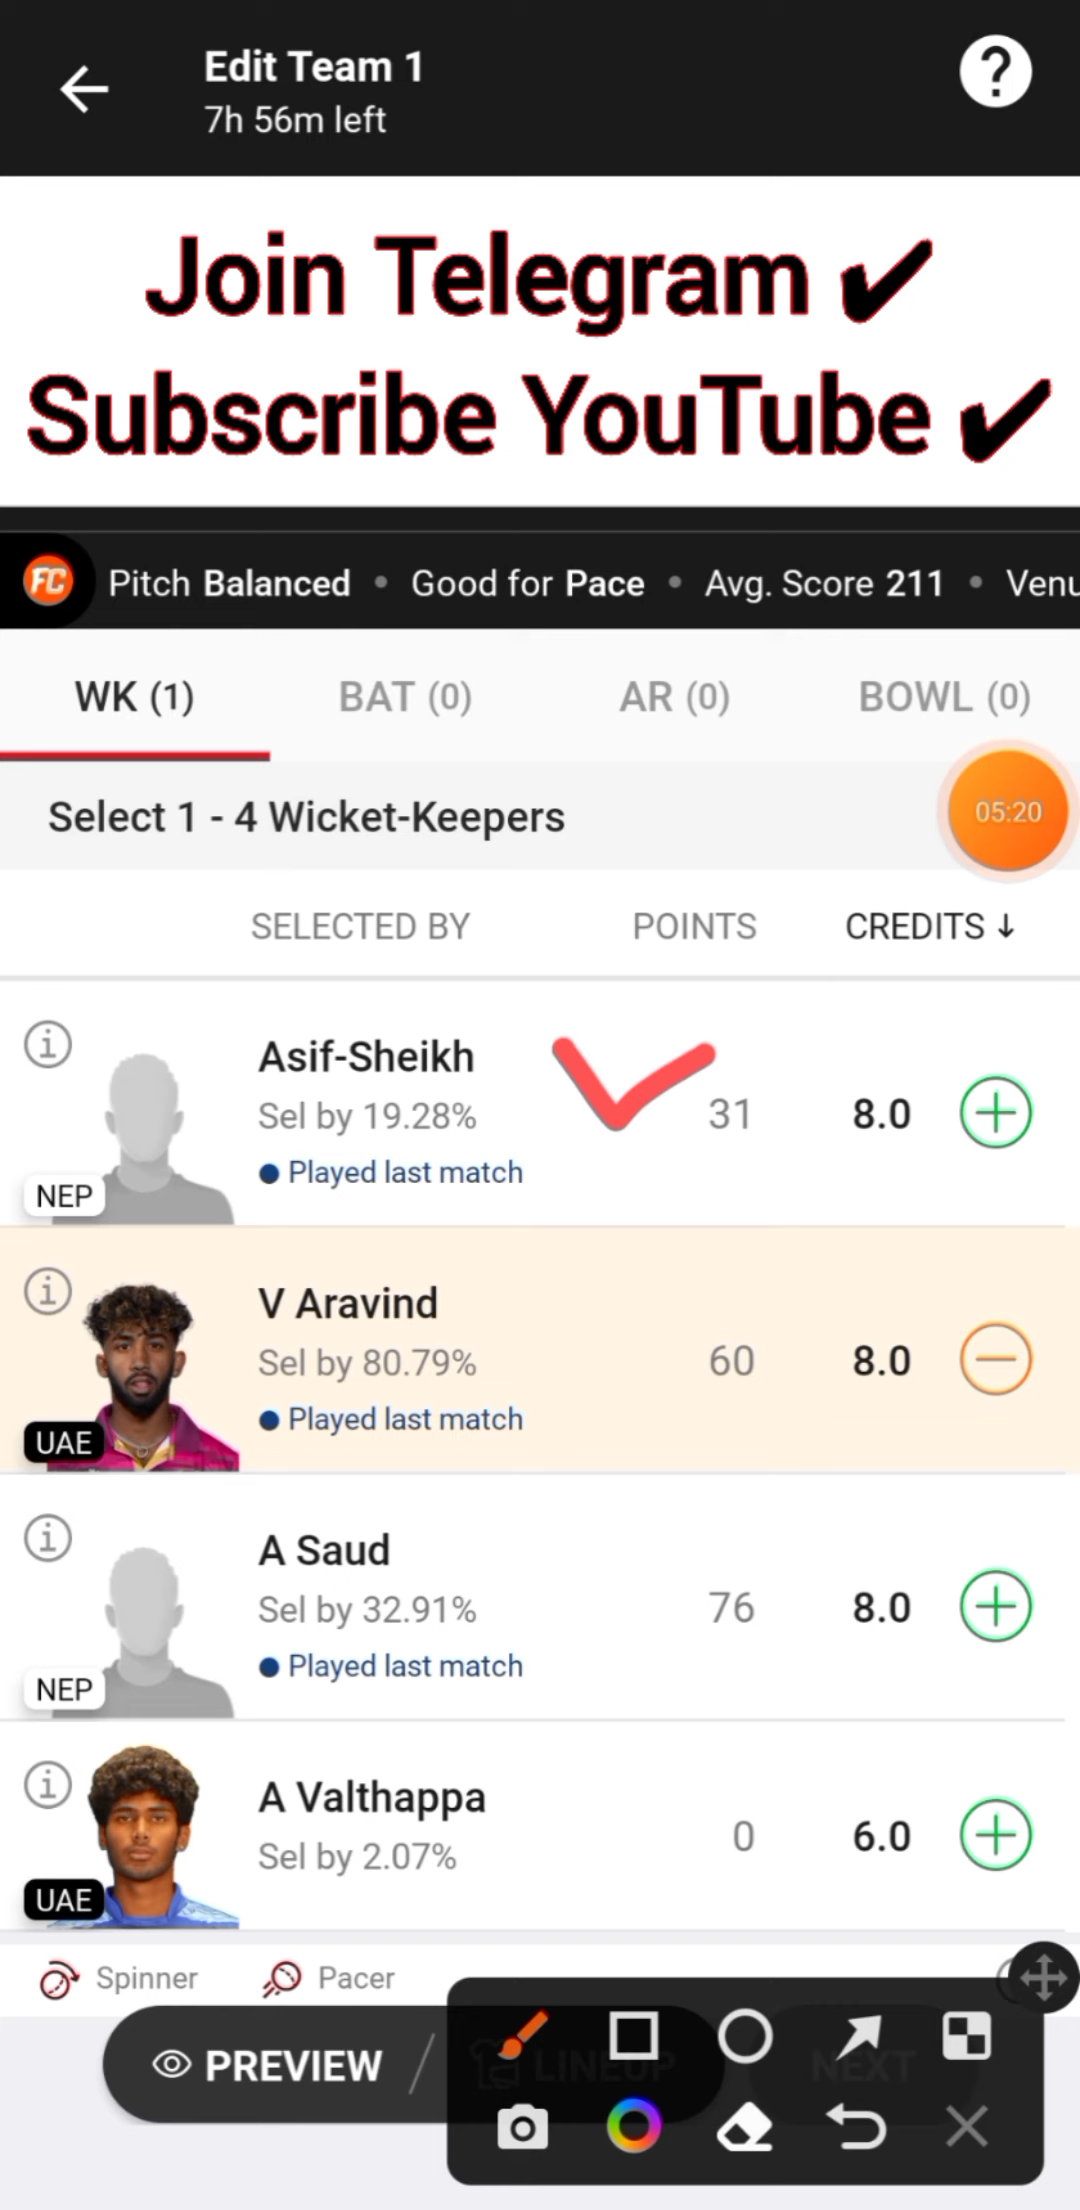 Edit Team 1
7h 56m left
?
Join Telegram ✔
Subscribe YouTube ✔
FC Pitch Balanced • Good for Pace • Avg. Score 211 • Venu
WK (1) BAT (0) AR (0) BOWL (0)
Select 1 - 4 Wicket-Keepers 05:20
SELECTED BY POINTS CREDITS ↓
Asif-Sheikh
Sel by 19.28% 31 8.0
Played last match
NEP
V Aravind
Sel by 80.79% 60 8.0
Played last match
UAE
A Saud
Sel by 32.91% 76 8.0
Played last match
NEP
A Valthappa
Sel by 2.07% 0 6.0
UAE
Spinner Pacer
PREVIEW / LINEUP NEXT